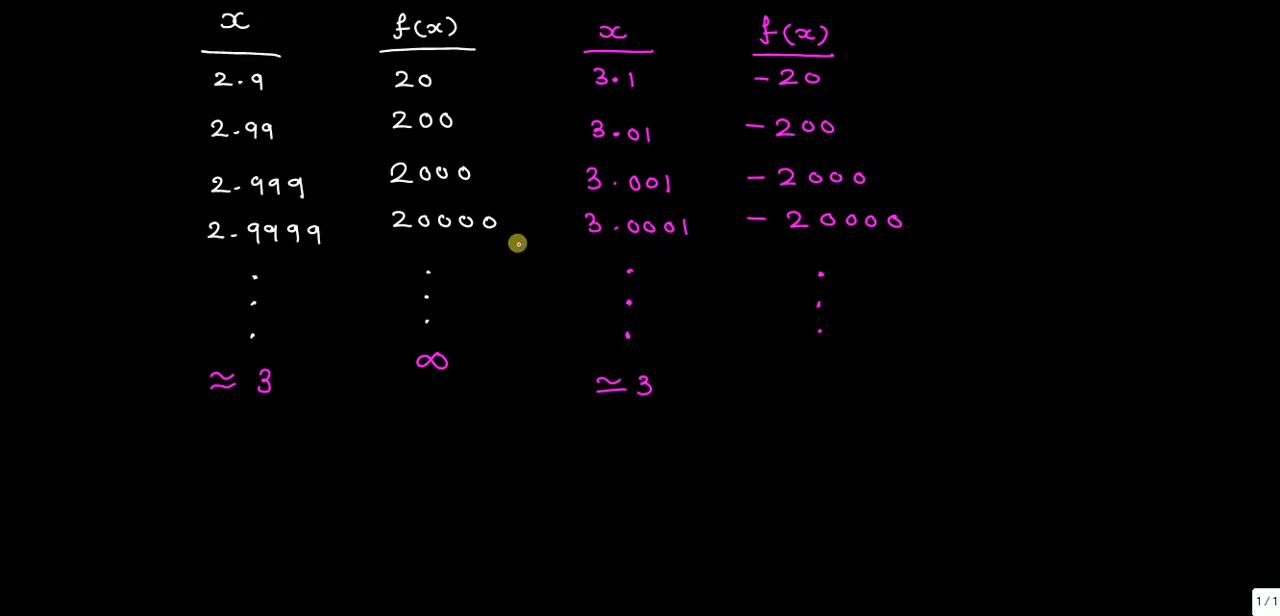 x f(x) x f(x)
2.9 20 3.1 -20
2.99 200 3.01 -200
2.999 2000 3.001 -2000
2.9999 20000 3.0001 -20000
. . . .
. . . .
. . . .
∞
≈ 3 ≃ 3
1/1